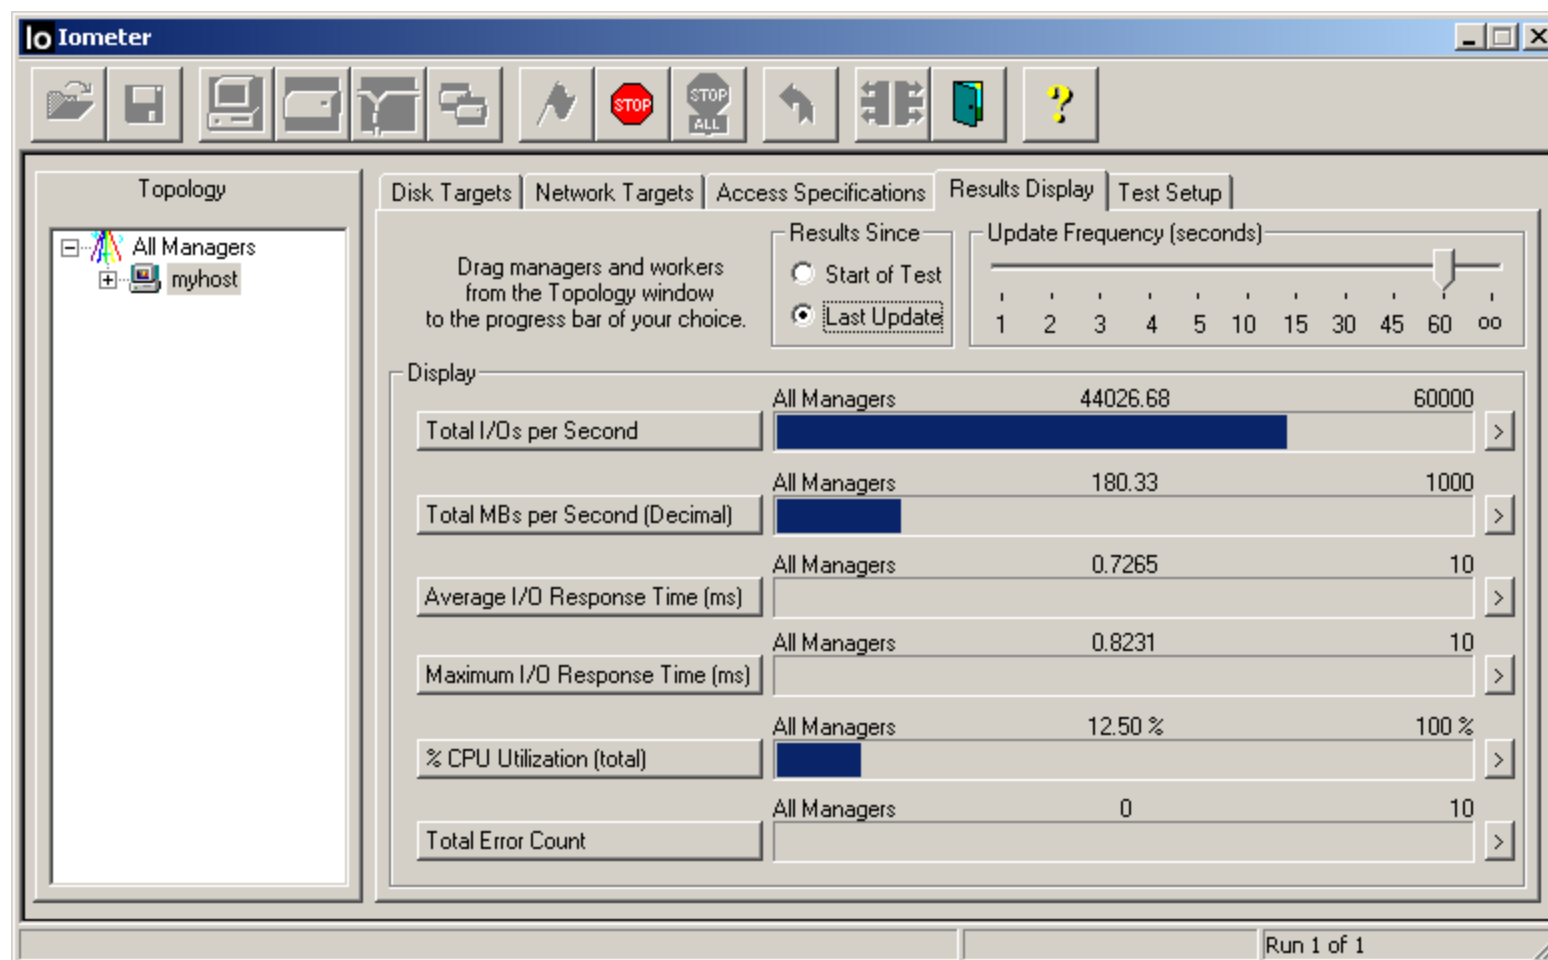 Io Iometer
STOP
STOP
ALL
?
Topology
All Managers
myhost
Disk Targets
Network Targets
Access Specifications
Results Display
Test Setup
Drag managers and workers
from the Topology window
to the progress bar of your choice.
Results Since
Start of Test
Last Update
Update Frequency (seconds)
1 2 3 4 5 10 15 30 45 60 oo
Display
All Managers 44026.68 60000
Total I/Os per Second >
All Managers 180.33 1000
Total MBs per Second (Decimal) >
All Managers 0.7265 10
Average I/O Response Time (ms) >
All Managers 0.8231 10
Maximum I/O Response Time (ms) >
All Managers 12.50 % 100 %
% CPU Utilization (total) >
All Managers 0 10
Total Error Count >
Run 1 of 1